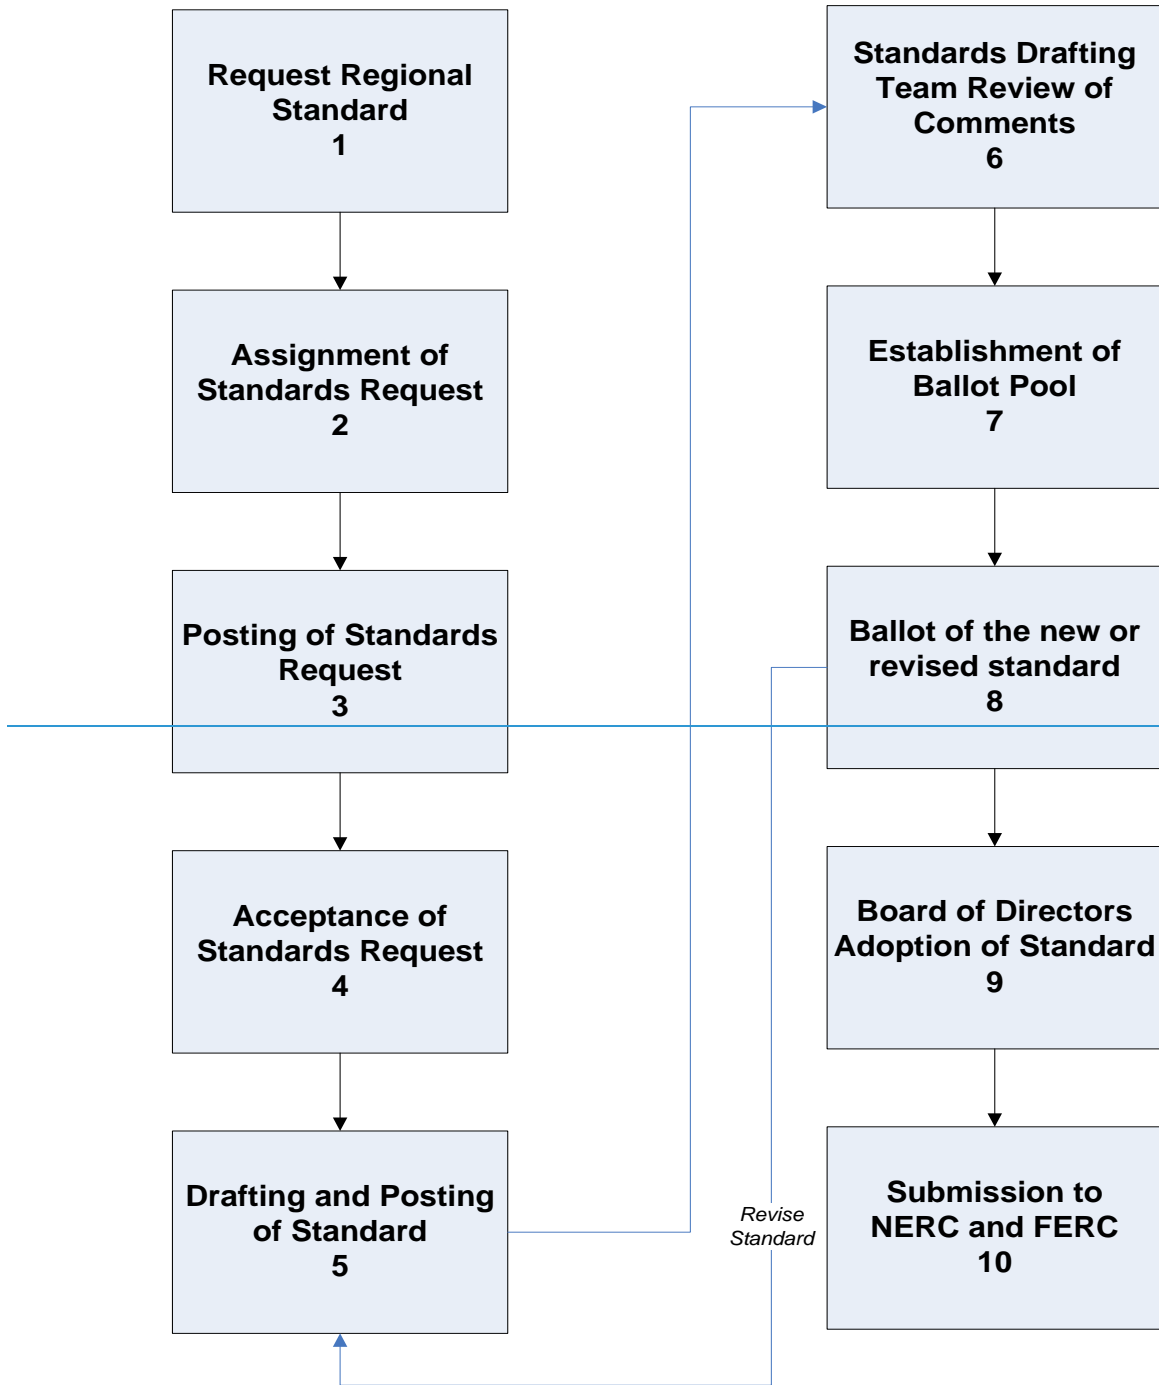 Request Regional
Standard
1
Assignment of
Standards Request
2
Posting of Standards
Request
3
Acceptance of
Standards Request
4
Drafting and Posting
of Standard
5
Standards Drafting
Team Review of
Comments
6
Establishment of
Ballot Pool
7
Ballot of the new or
revised standard
8
Board of Directors
Adoption of Standard
9
Submission to
NERC and FERC
10
Revise
Standard